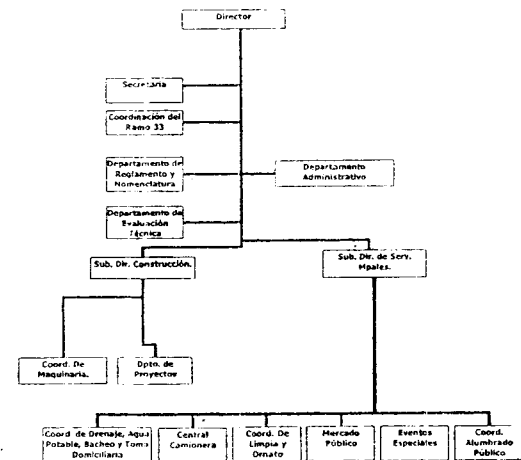 Director
Secretaria
Coordinación del
Ramo 33
Departamento de
Reglamento y
Nomenclatura
Departamento
Administrativo
Departamento de
Evaluación
Técnica
Sub. Dir. Construcción.
Sub. Dir. de Serv.
Mpales.
Coord. De
Maquinaria.
Dpto. de
Proyectos
Coord. de Drenaje, Agua
Potable, Bacheo y Toma
Domiciliaria
Central
Camionera
Coord. De
Limpia y
Ornato
Mercado
Público
Eventos
Especiales
Coord.
Alumbrado
Público